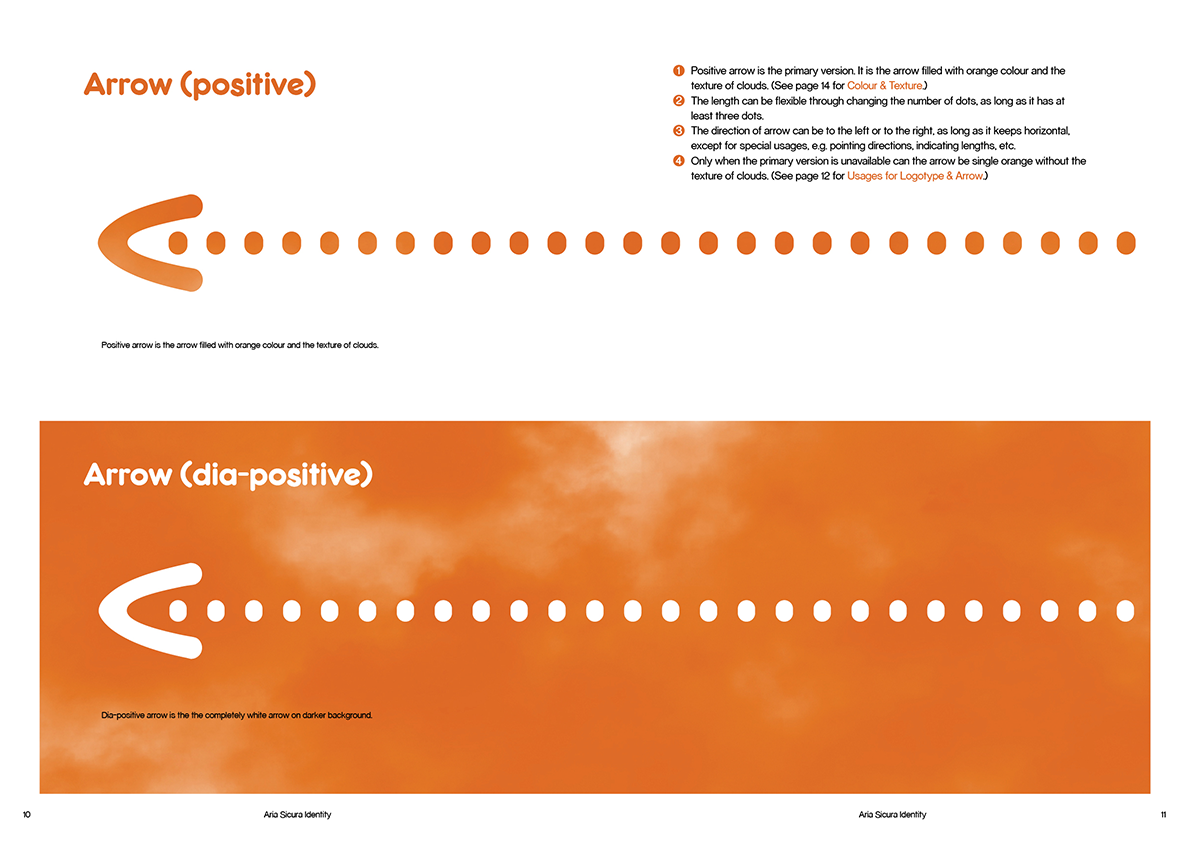 Arrow (positive)
1 Positive arrow is the primary version. It is the arrow filled with orange colour and the
texture of clouds. (See page 14 for Colour & Texture.)
2 The length can be flexible through changing the number of dots, as long as it has at
least three dots.
3 The direction of arrow can be to the left or to the right, as long as it keeps horizontal,
except for special usages, e.g. pointing directions, indicating lengths, etc.
4 Only when the primary version is unavailable can the arrow be single orange without the
texture of clouds. (See page 12 for Usages for Logotype & Arrow.)
Positive arrow is the arrow filled with orange colour and the texture of clouds.
Arrow (dia-positive)
Dia-positive arrow is the the completely white arrow on darker background.
10
Aria Sicura Identity
Aria Sicura Identity
11